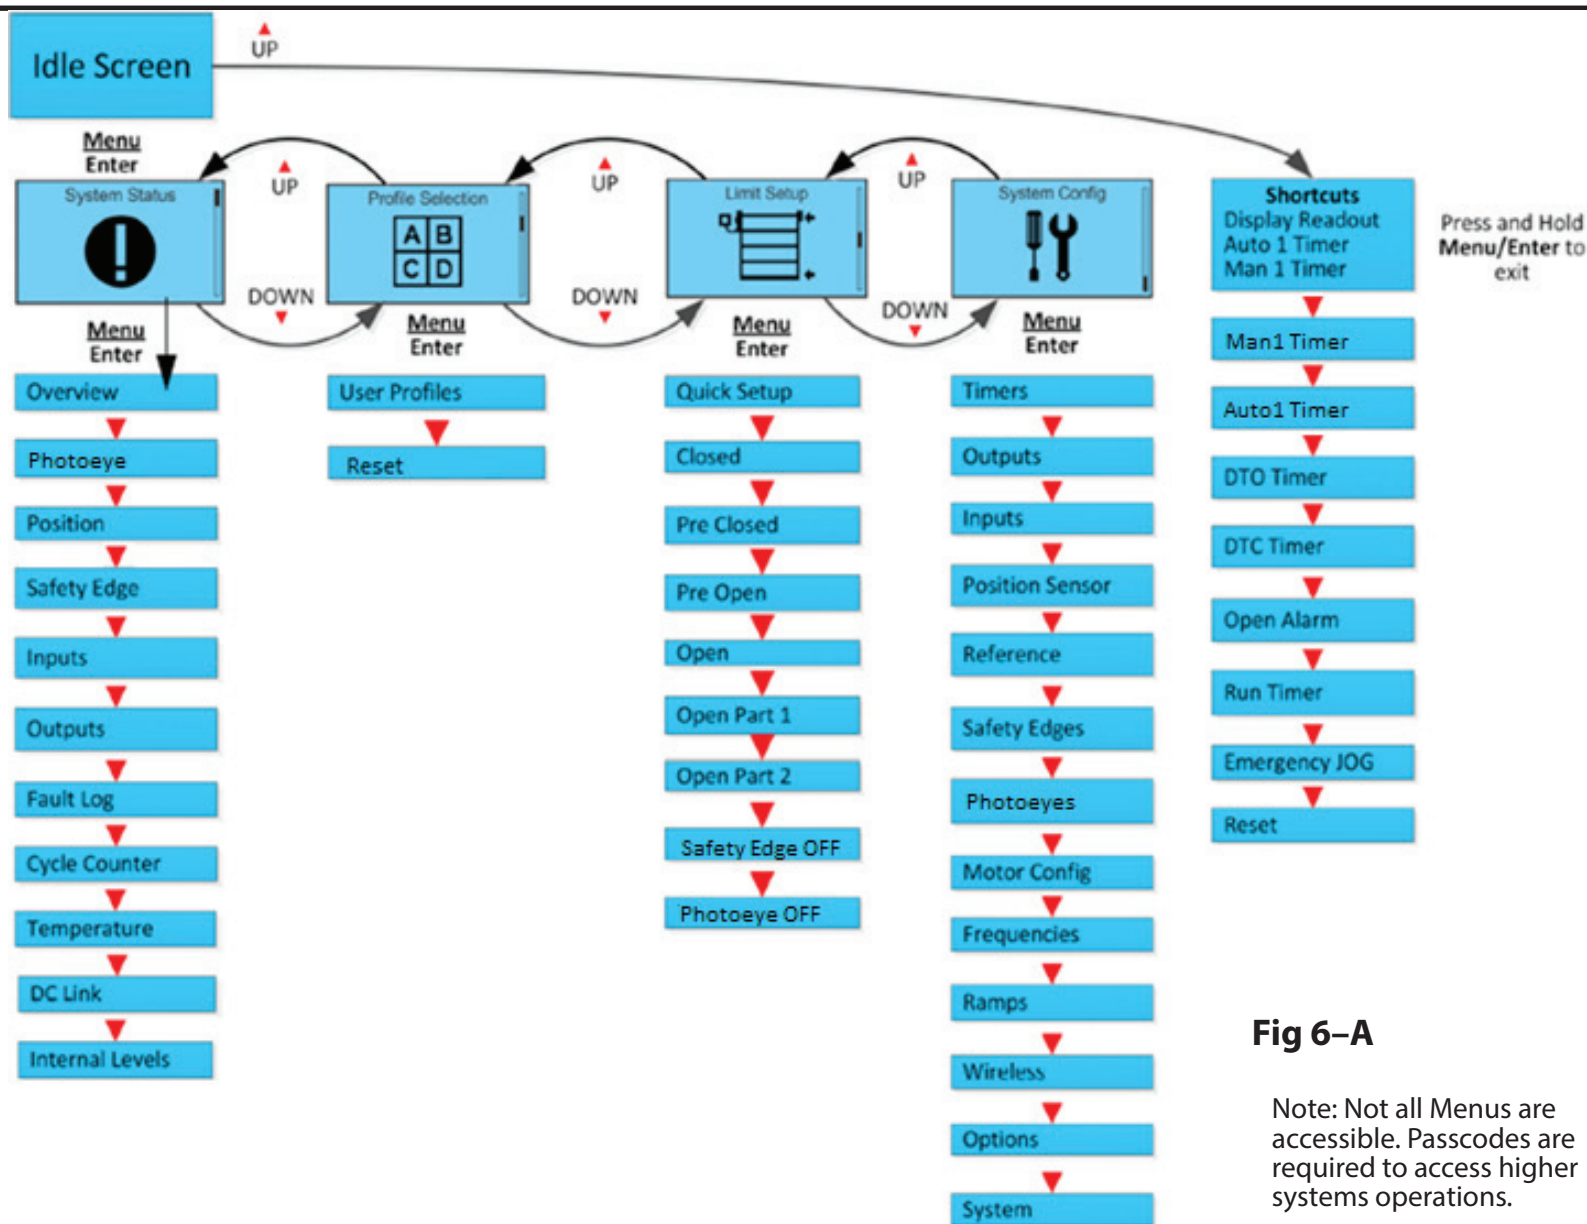 Idle Screen
UP
Menu
Enter
System Status
UP
DOWN
Profile Selection
A B
C D
UP
DOWN
Limit Setup
UP
DOWN
System Config
Shortcuts
Display Readout
Auto 1 Timer
Man 1 Timer
Press and Hold
Menu/Enter to
exit
Menu
Enter
Overview
Photoeye
Position
Safety Edge
Inputs
Outputs
Fault Log
Cycle Counter
Temperature
DC Link
Internal Levels
Menu
Enter
User Profiles
Reset
Menu
Enter
Quick Setup
Closed
Pre Closed
Pre Open
Open
Open Part 1
Open Part 2
Safety Edge OFF
Photoeye OFF
Menu
Enter
Timers
Outputs
Inputs
Position Sensor
Reference
Safety Edges
Photoeyes
Motor Config
Frequencies
Ramps
Wireless
Options
System
Man1 Timer
Auto1 Timer
DTO Timer
DTC Timer
Open Alarm
Run Timer
Emergency JOG
Reset
Fig 6–A
Note: Not all Menus are
accessible. Passcodes are
required to access higher
systems operations.